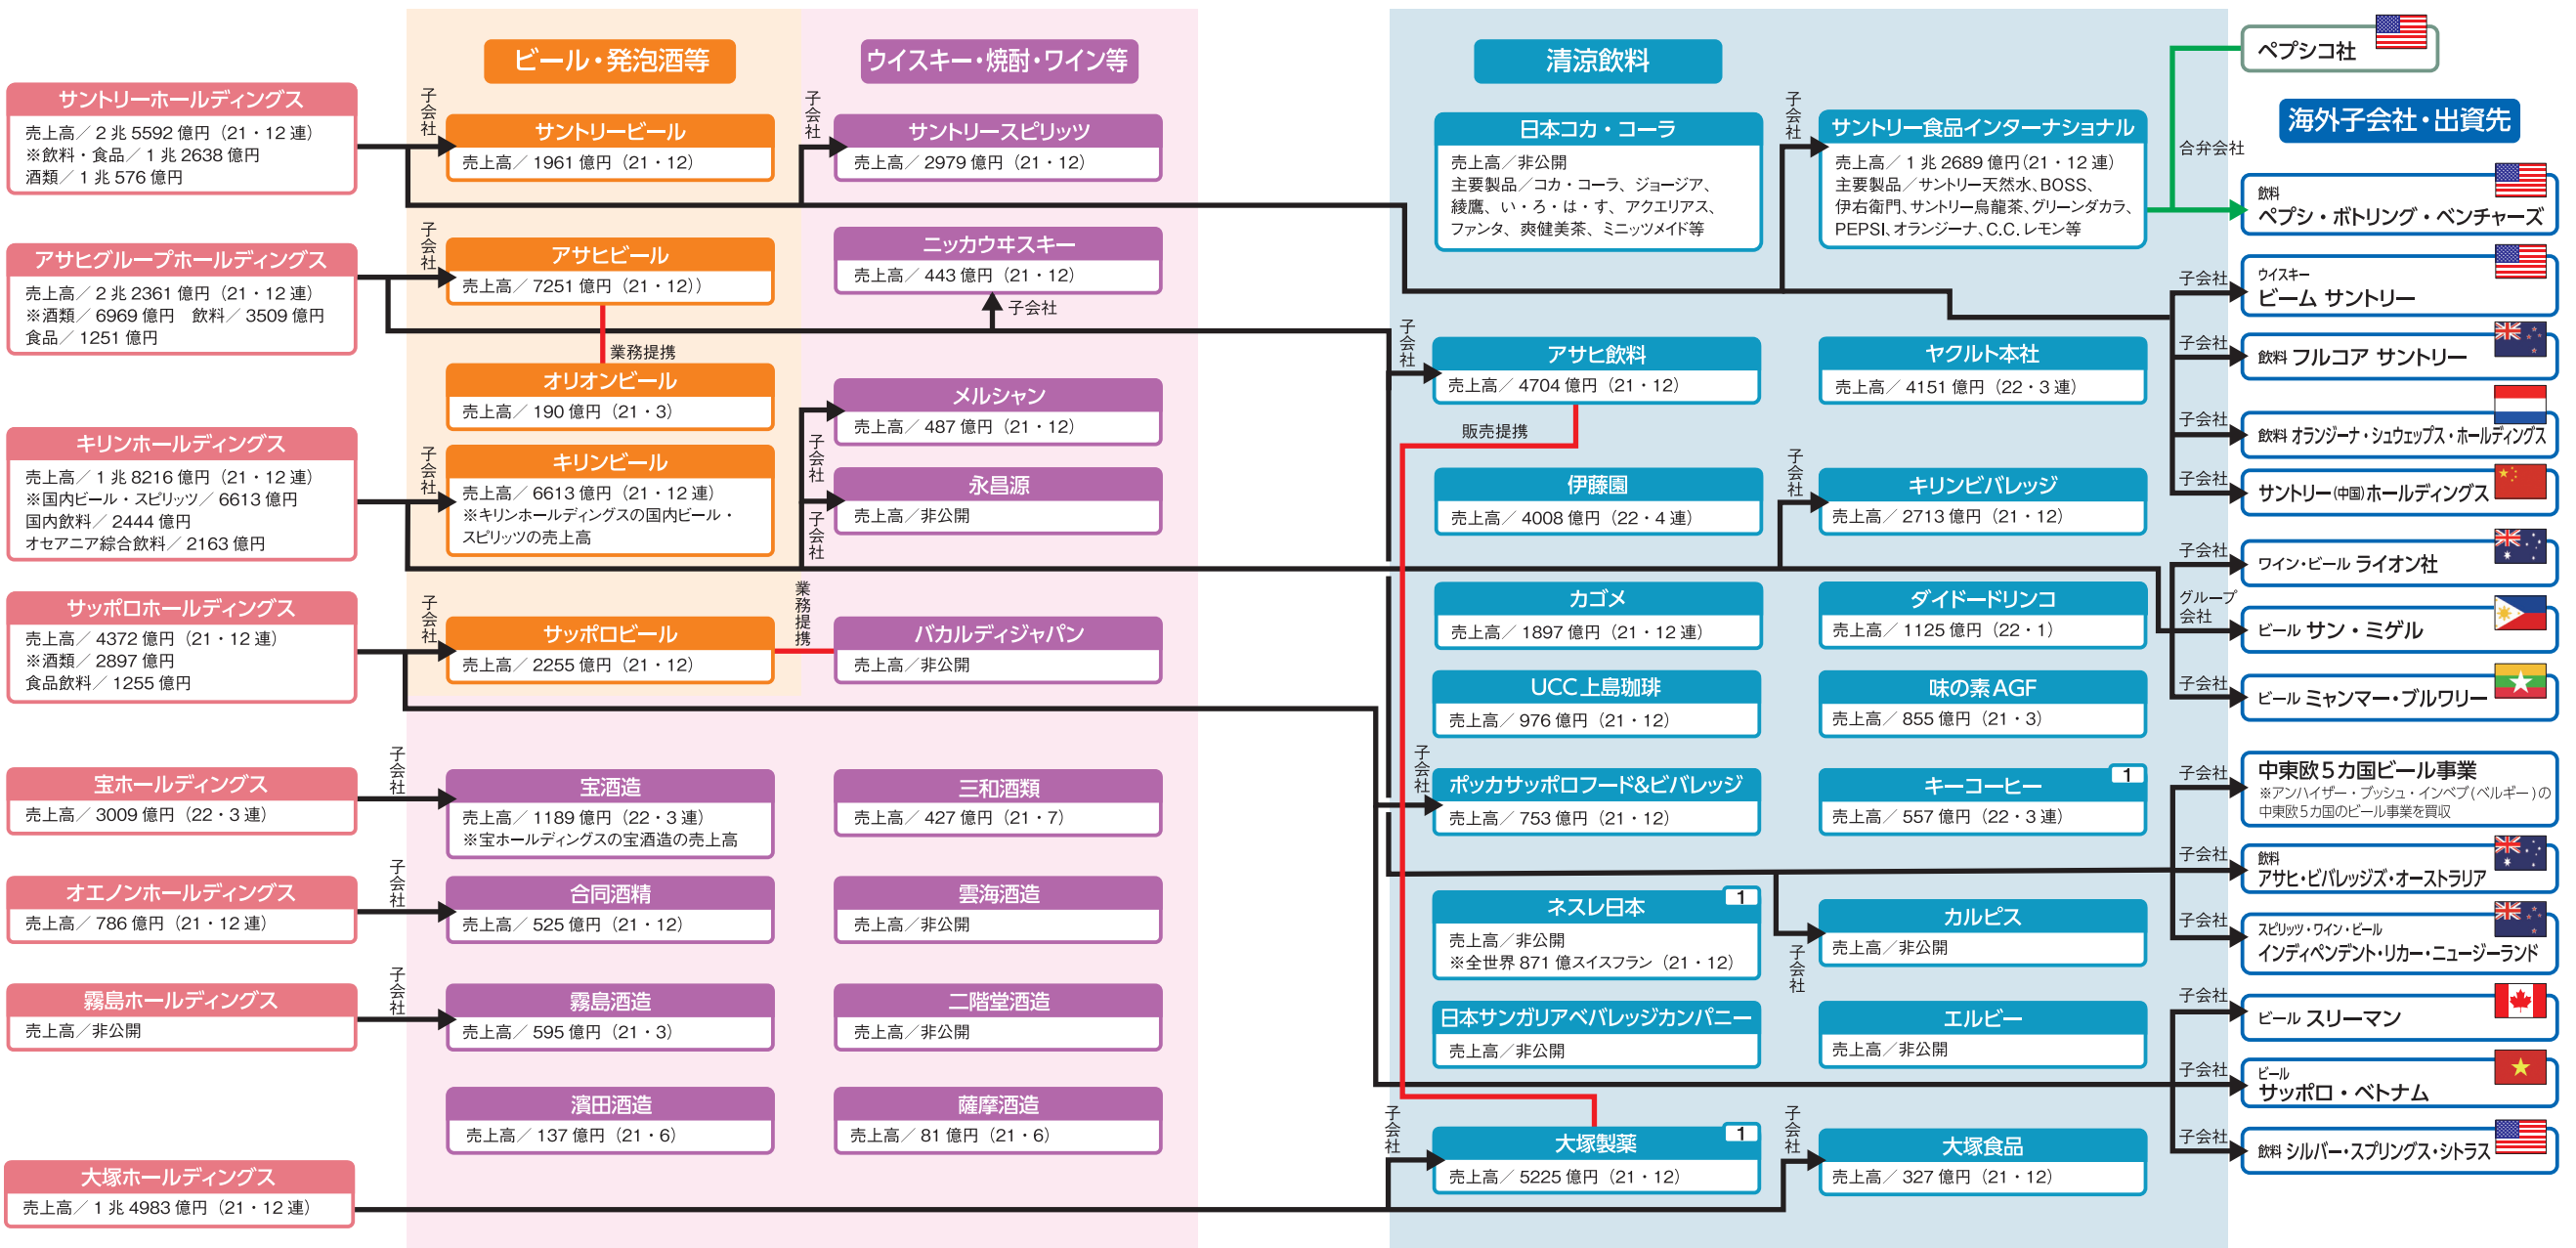 ビール・発泡酒等
ウイスキー・焼酎・ワイン等
清涼飲料
海外子会社・出資先
サントリーホールディングス
売上高／2兆5592億円（21・12連）
※飲料・食品／1兆2638億円
酒類／1兆576億円
アサヒグループホールディングス
売上高／2兆2361億円（21・12連）
※酒類／6969億円　飲料／3509億円
食品／1251億円
キリンホールディングス
売上高／1兆8216億円（21・12連）
※国内ビール・スピリッツ／6613億円
国内飲料／2444億円
オセアニア綜合飲料／2163億円
サッポロホールディングス
売上高／4372億円（21・12連）
※酒類／2897億円
食品飲料／1255億円
宝ホールディングス
売上高／3009億円（22・3連）
オエノンホールディングス
売上高／786億円（21・12連）
霧島ホールディングス
売上高／非公開
大塚ホールディングス
売上高／1兆4983億円（21・12連）
子会社
サントリービール
売上高／1961億円（21・12）
子会社
アサヒビール
売上高／7251億円（21・12））
業務提携
オリオンビール
売上高／190億円（21・3）
子会社
キリンビール
売上高／6613億円（21・12連）
※キリンホールディングスの国内ビール・
スピリッツの売上高
子会社
サッポロビール
売上高／2255億円（21・12）
業務提携
子会社
宝酒造
売上高／1189億円（22・3連）
※宝ホールディングスの宝酒造の売上高
子会社
合同酒精
売上高／525億円（21・12）
子会社
霧島酒造
売上高／595億円（21・3）
濱田酒造
売上高／137億円（21・6）
子会社
サントリースピリッツ
売上高／2979億円（21・12）
ニッカウヰスキー
売上高／443億円（21・12）
子会社
メルシャン
売上高／487億円（21・12）
子会社
永昌源
売上高／非公開
子会社
バカルディジャパン
売上高／非公開
三和酒類
売上高／427億円（21・7）
雲海酒造
売上高／非公開
二階堂酒造
売上高／非公開
薩摩酒造
売上高／81億円（21・6）
日本コカ・コーラ
売上高／非公開
主要製品／コカ・コーラ、ジョージア、
綾鷹、い・ろ・は・す、アクエリアス、
ファンタ、爽健美茶、ミニッツメイド等
子会社
アサヒ飲料
売上高／4704億円（21・12）
販売提携
伊藤園
売上高／4008億円（22・4連）
カゴメ
売上高／1897億円（21・12連）
UCC上島珈琲
売上高／976億円（21・12）
子会社
ポッカサッポロフード&ビバレッジ
売上高／753億円（21・12）
ネスレ日本
1
売上高／非公開
※全世界871億スイスフラン（21・12）
日本サンガリアベバレッジカンパニー
売上高／非公開
子会社
大塚製薬
1
売上高／5225億円（21・12）
子会社
サントリー食品インターナショナル
売上高／1兆2689億円（21・12連）
主要製品／サントリー天然水、BOSS、
伊右衛門、サントリー烏龍茶、グリーンダカラ、
PEPSI、オランジーナ、C.C.レモン等
ヤクルト本社
売上高／4151億円（22・3連）
子会社
キリンビバレッジ
売上高／2713億円（21・12）
ダイドードリンコ
売上高／1125億円（22・1）
味の素AGF
売上高／855億円（21・3）
キーコーヒー
1
売上高／557億円（22・3連）
子会社
カルピス
売上高／非公開
エルビー
売上高／非公開
子会社
大塚食品
売上高／327億円（21・12）
ペプシコ社
合弁会社
飲料
ペプシ・ボトリング・ベンチャーズ
子会社
ウイスキー
ビーム サントリー
子会社
飲料 フルコア サントリー
子会社
飲料 オランジーナ・シュウェップス・ホールディングス
子会社
サントリー（中国）ホールディングス
子会社
ワイン・ビール ライオン社
グループ
会社
ビール サン・ミゲル
子会社
ビール ミャンマー・ブルワリー
子会社
中東欧5カ国ビール事業
※アンハイザー・ブッシュ・インベブ(ベルギー)の
中東欧5カ国のビール事業を買収
子会社
飲料
アサヒ・ビバレッジズ・オーストラリア
子会社
スピリッツ・ワイン・ビール
インディペンデント・リカー・ニュージーランド
子会社
ビール スリーマン
子会社
ビール
サッポロ・ベトナム
子会社
飲料 シルバー・スプリングス・シトラス